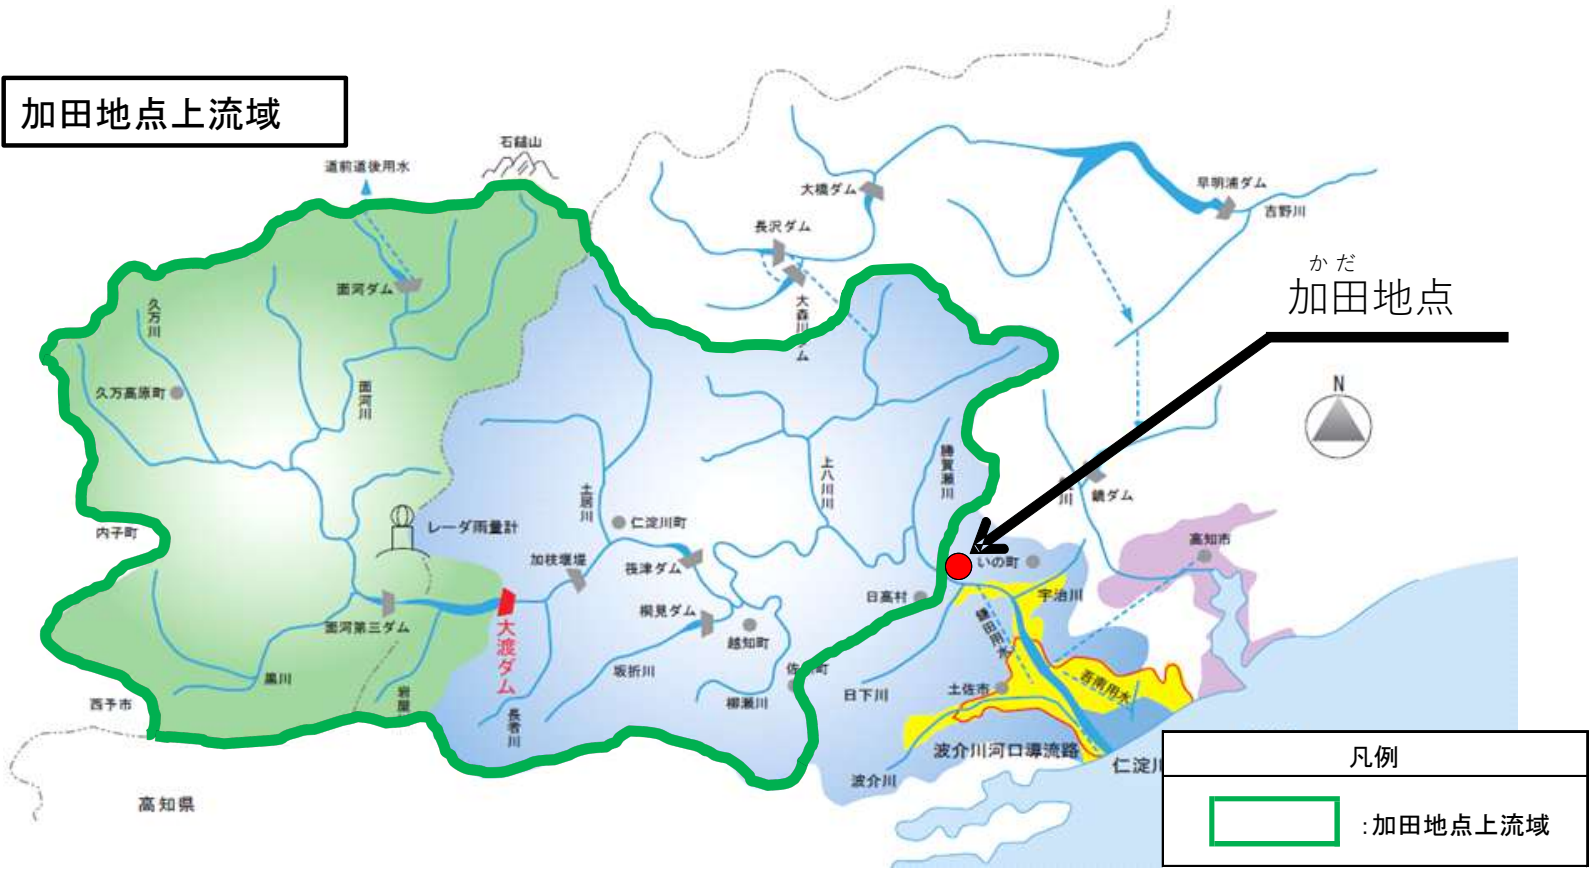 加田地点上流域
石鎚山
道前道後用水
大橋ダム
早明浦ダム
吉野川
長沢ダム
かだ
加田地点
面河ダム
久万川
大森川ダム
久万高原町
面河川
N
上八川川
勝賀瀬川
土居川
鏡ダム
仁淀川町
レーダ雨量計
内子町
高知市
加枝堰堤
筏津ダム
いの町
日高村
宇治川
桐見ダム
面河第三ダム
大渡ダム
越知町
鎌田用水
坂折川
黒川
柳瀬川
日下川
土佐市
吾南用水
西予市
長者川
波介川河口導流路
波介川
仁淀川
高知県
凡例
:加田地点上流域